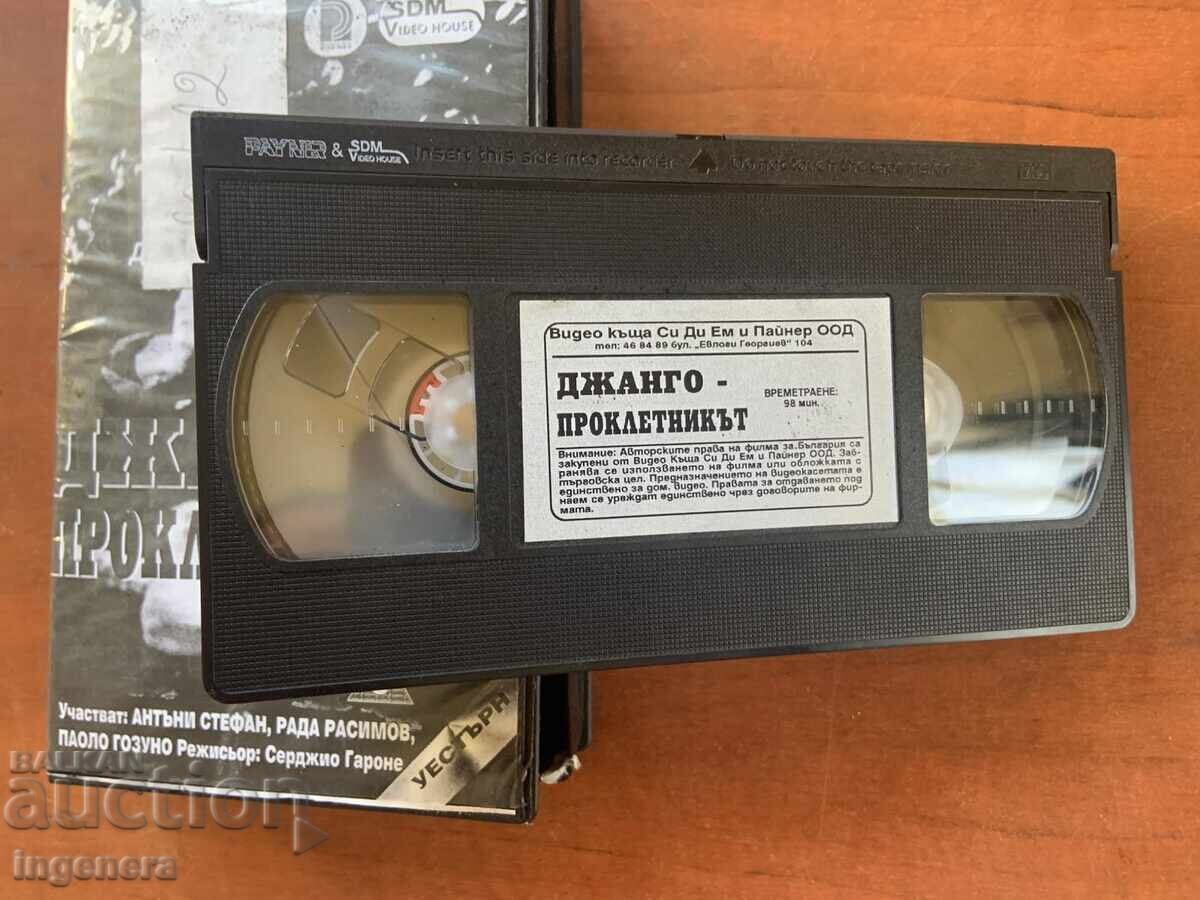 SDM
VIDEO HOUSE
PAYNER & SDM VIDEO HOUSE Insert this side into recorder
VHS
Видео къща Си Ди Ем и Пайнер ООД
тел: 46 84 89 бул. „Евлоги Георгиев“ 104
ДЖАНГО -
ПРОКЛЕТНИКЪТ
ВРЕМЕТРАЕНЕ:
98 мин.
Внимание: Авторските права на филма за.България са
закупени от Видео Къща Си Ди Ем и Пайнер ООД. Заб-
ранява се използването на филма или обложката с
търговска цел. Предназначението на видеокасетата е
единствено за дом. видео. Правата за отдаването под
наем се уреждат единствено чрез договорите на фир-
мата.
ДЖ
ПРОКЛ
Участват: АНТЪНИ СТЕФАН, РАДА РАСИМОВ,
ПАОЛО ГОЗУНО Режисьор: Серджио Гароне
УЕСТЪРН
BALKAN
auction
ingenera